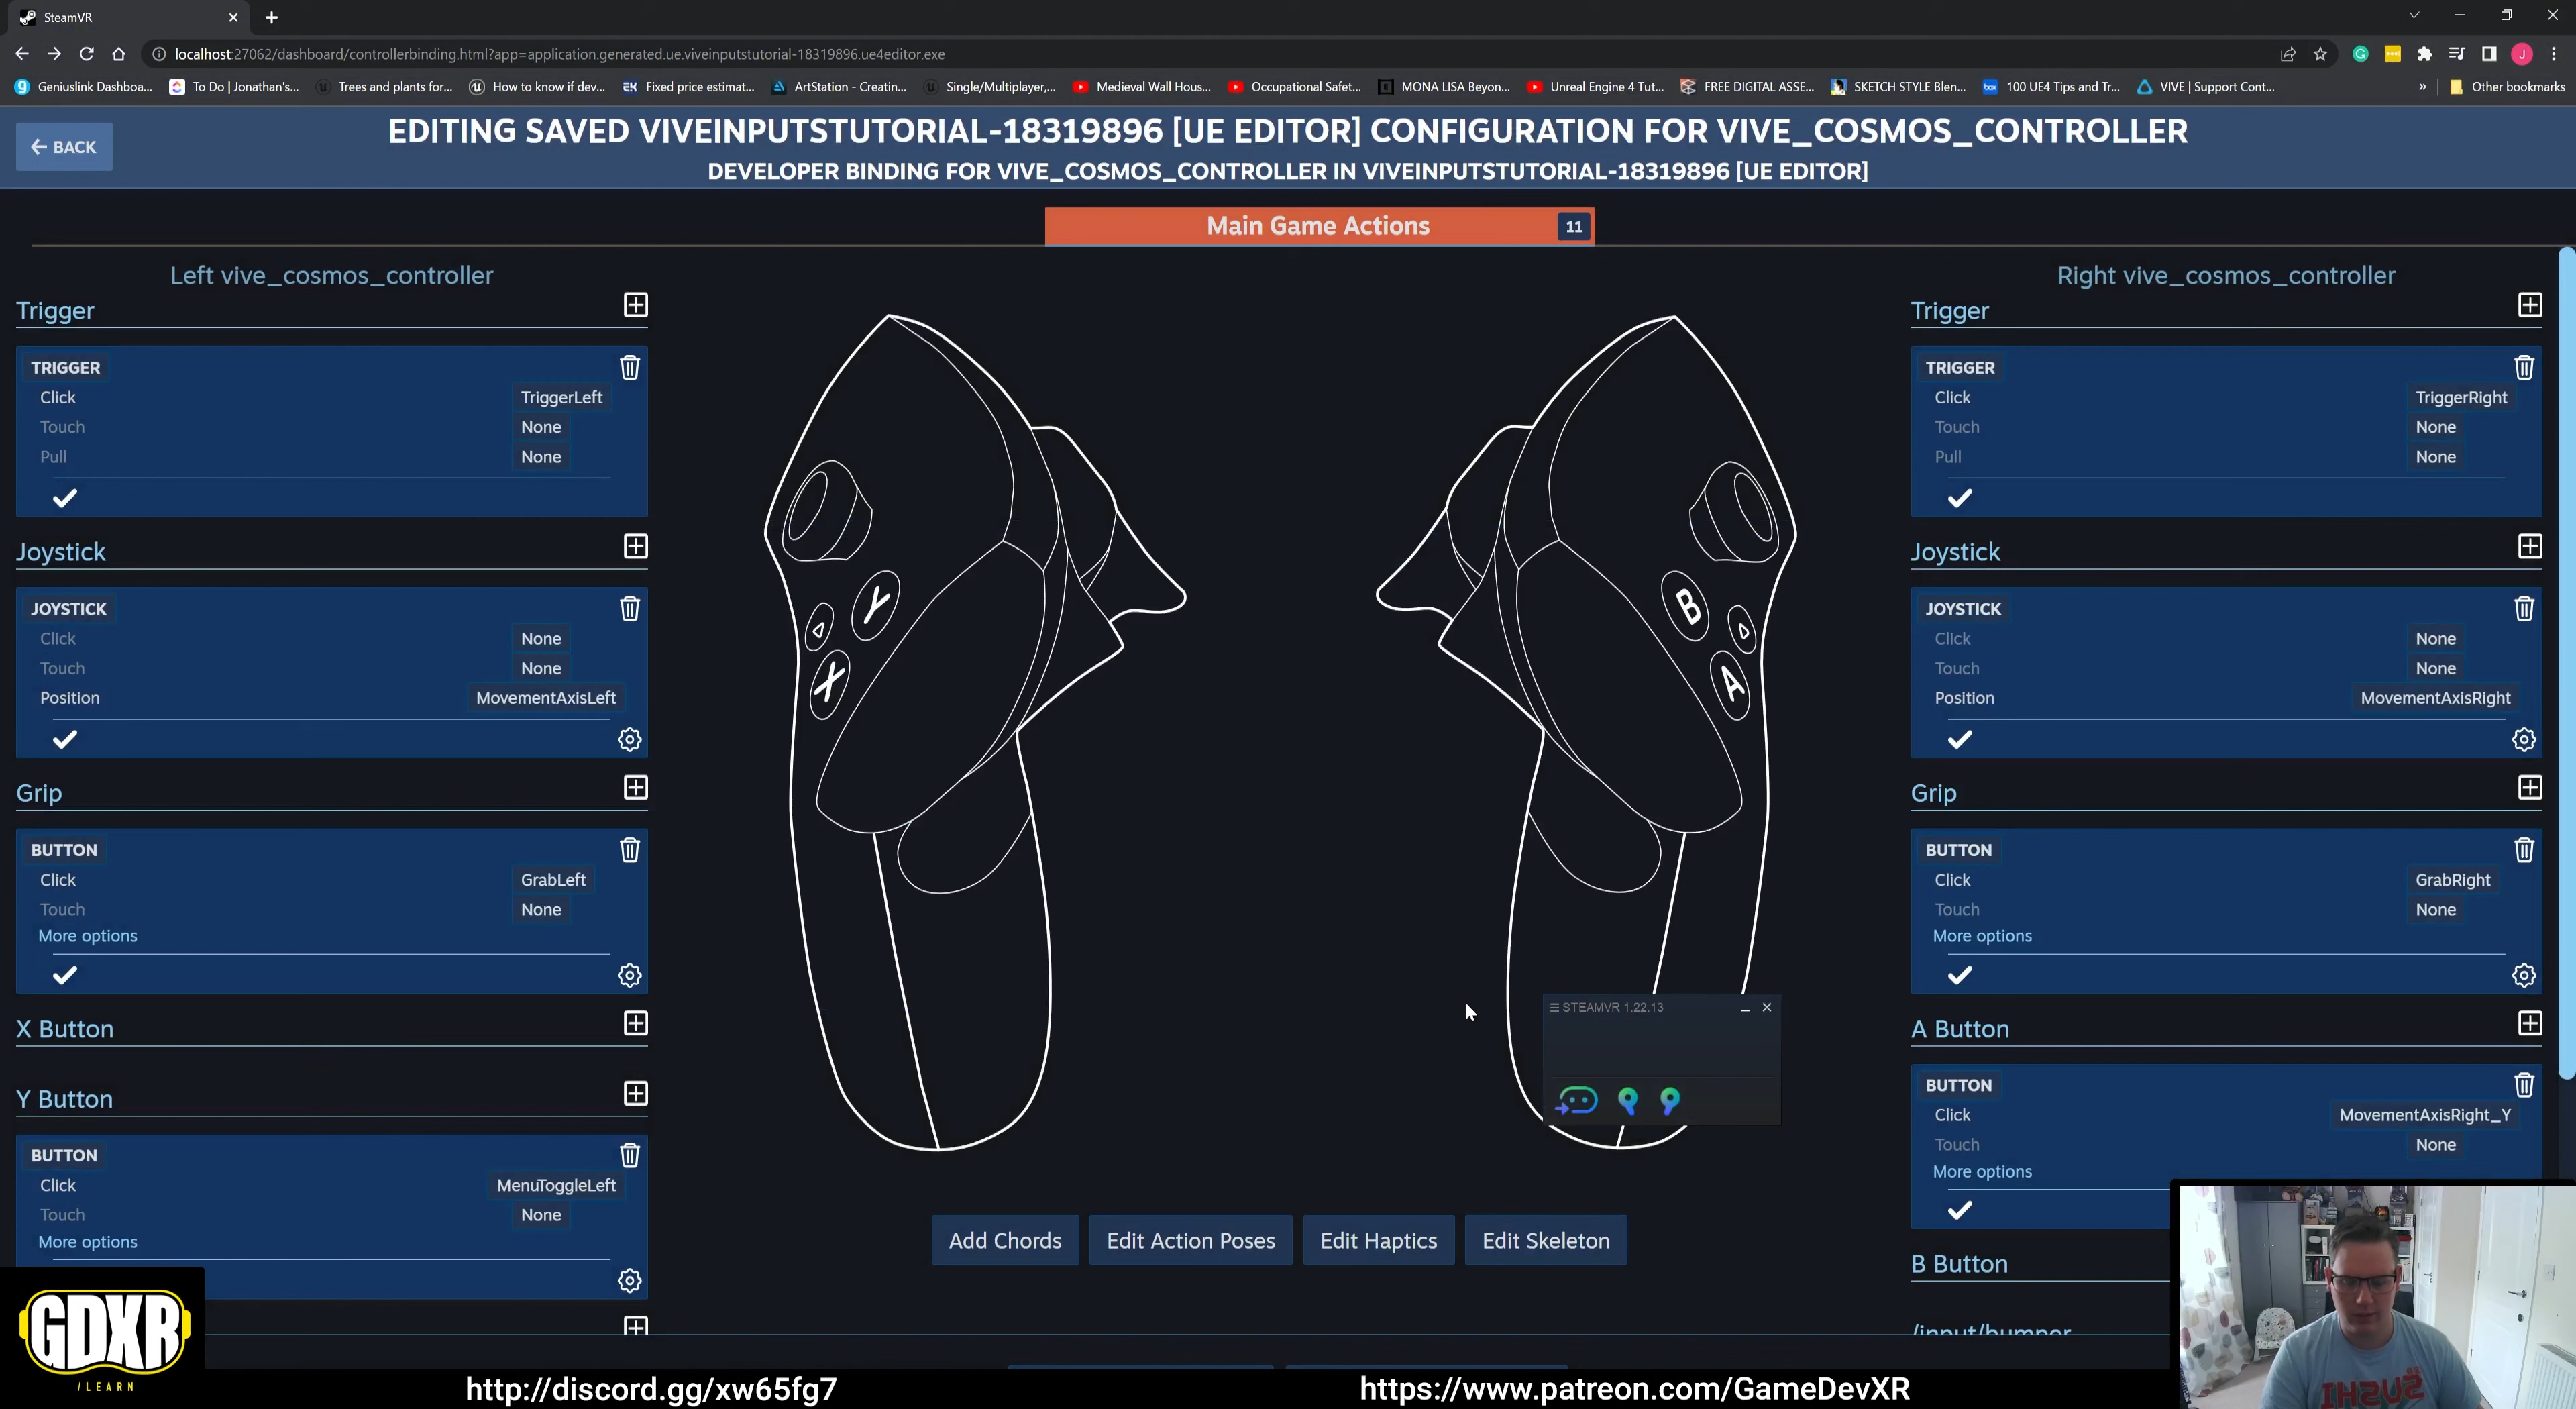 SteamVR
localhost:27062/dashboard/controllerbinding.html?app=application.generated.ue.viveinputstutorial-18319896.ue4editor.exe
Geniuslink Dashboa...
To Do | Jonathan's...
Trees and plants for...
How to know if dev...
Fixed price estimat...
ArtStation - Creatin...
Single/Multiplayer,...
Medieval Wall Hous...
Occupational Safet...
MONA LISA Beyon...
Unreal Engine 4 Tut...
FREE DIGITAL ASSE...
SKETCH STYLE Blen...
100 UE4 Tips and Tr...
VIVE | Support Cont...
»
Other bookmarks
BACK
EDITING SAVED VIVEINPUTSTUTORIAL-18319896 [UE EDITOR] CONFIGURATION FOR VIVE_COSMOS_CONTROLLER
DEVELOPER BINDING FOR VIVE_COSMOS_CONTROLLER IN VIVEINPUTSTUTORIAL-18319896 [UE EDITOR]
Main Game Actions 11
Left vive_cosmos_controller
Trigger
TRIGGER
Click TriggerLeft
Touch None
Pull None
Joystick
JOYSTICK
Click None
Touch None
Position MovementAxisLeft
Grip
BUTTON
Click GrabLeft
Touch None
More options
X Button
Y Button
BUTTON
Click MenuToggleLeft
Touch None
More options
Y
X
B
A
STEAMVR 1.22.13
Add Chords
Edit Action Poses
Edit Haptics
Edit Skeleton
Right vive_cosmos_controller
Trigger
TRIGGER
Click TriggerRight
Touch None
Pull None
Joystick
JOYSTICK
Click None
Touch None
Position MovementAxisRight
Grip
BUTTON
Click GrabRight
Touch None
More options
A Button
BUTTON
Click MovementAxisRight_Y
Touch None
More options
B Button
/input/bumper
GDXR
/LEARN
http://discord.gg/xw65fg7
https://www.patreon.com/GameDevXR
SUSHI